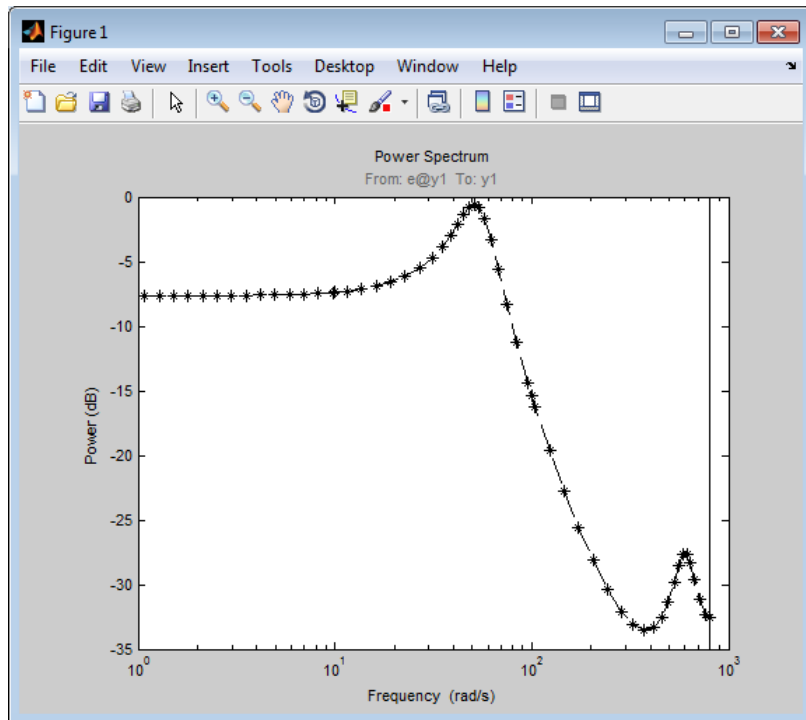 Figure 1
File Edit View Insert Tools Desktop Window Help
Power Spectrum
From: e@y1 To: y1
Power (dB)
0
-5
-10
-15
-20
-25
-30
-35
10^0 10^1 10^2 10^3
Frequency (rad/s)